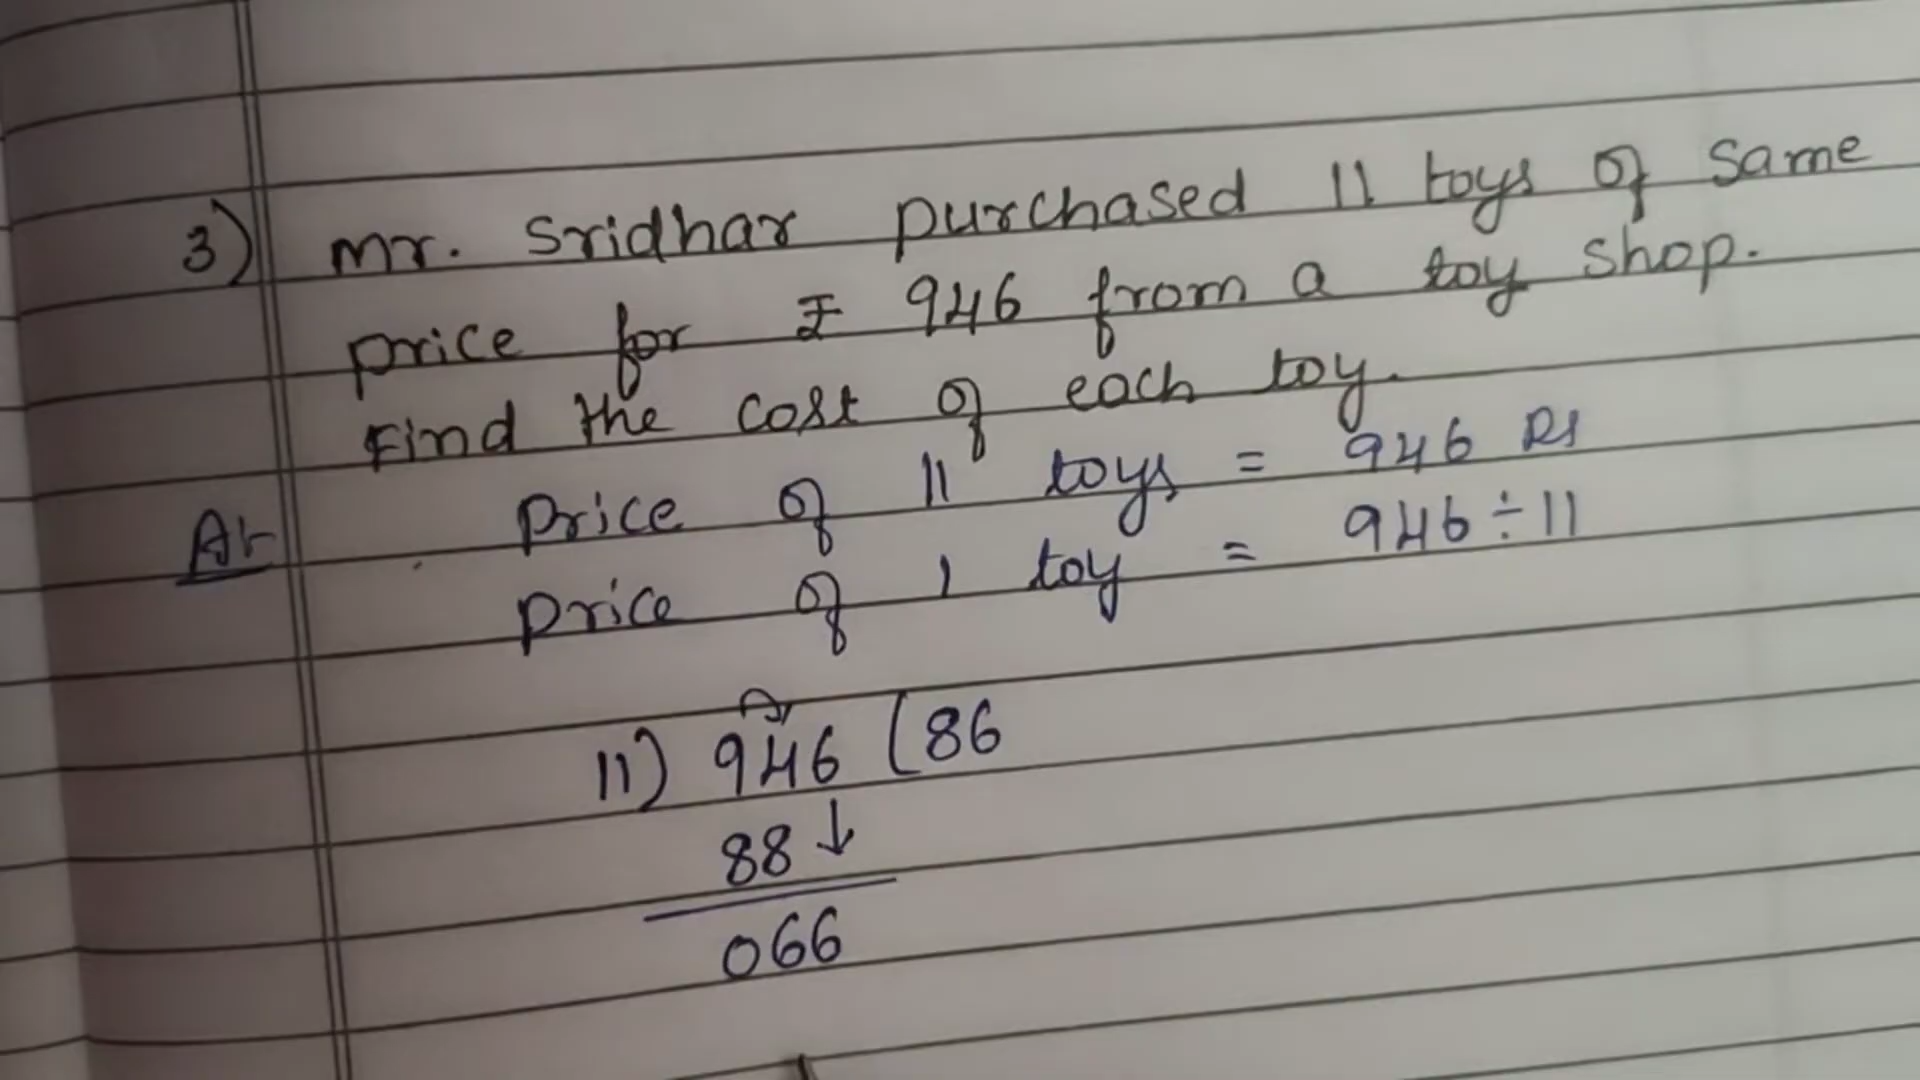 3) Mr. Sridhar purchased 11 toys of same
price for ₹ 946 from a toy shop.
Find the cost of each toy.
Price of 11 toys = 946 Rs
Price of 1 toy = 946 ÷ 11
11) 946 (86
88 ↓
066